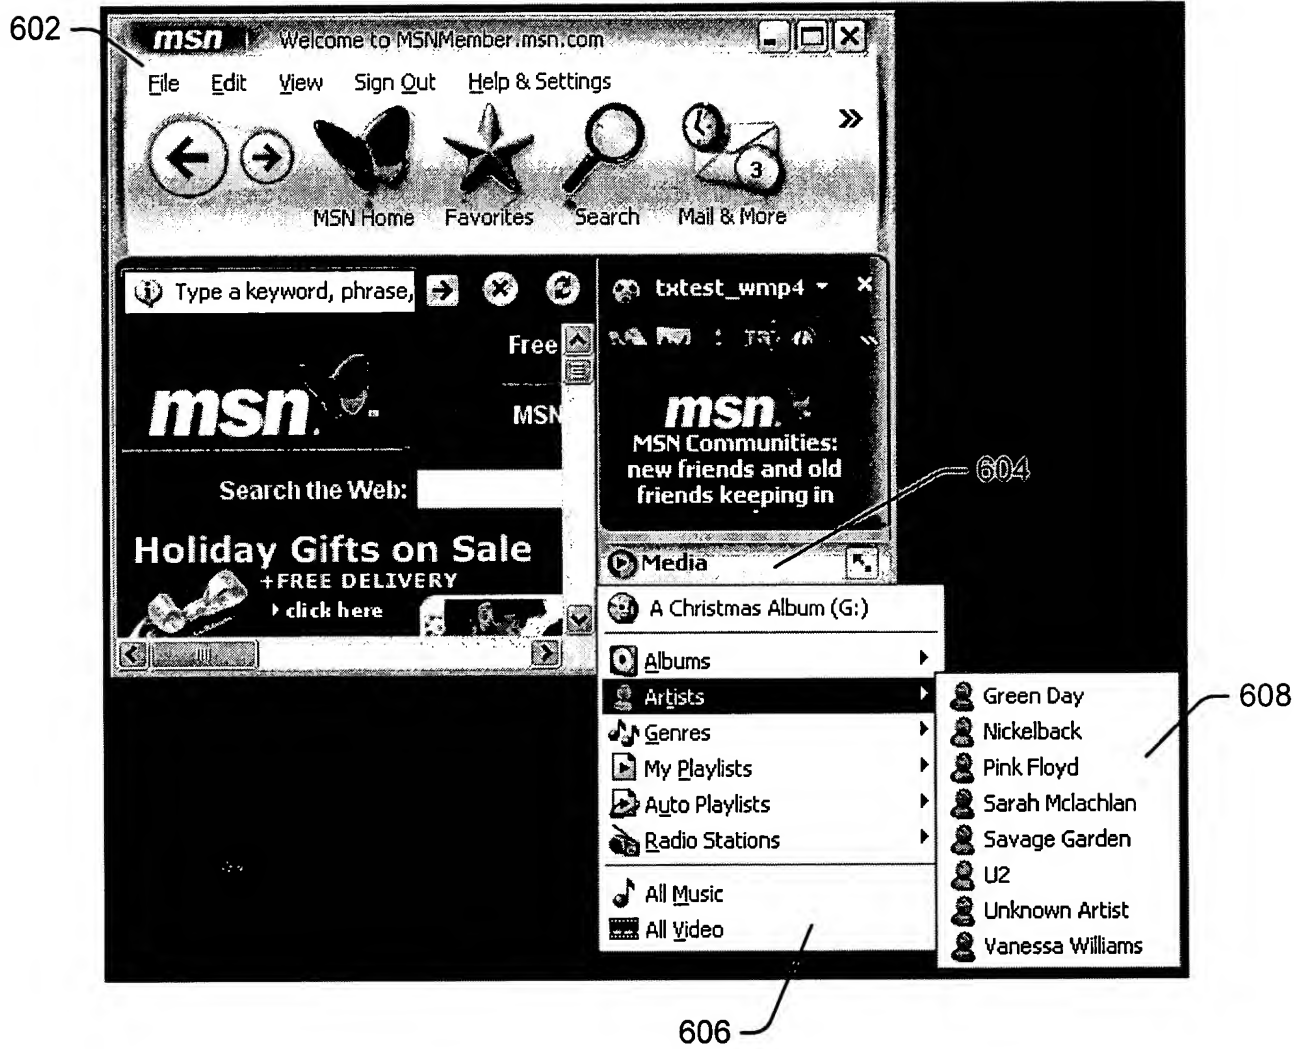 602
msn Welcome to MSNMember.msn.com
File Edit View Sign Out Help & Settings
»
3
MSN Home Favorites Search Mail & More
Type a keyword, phrase,
txtest_wmp4
Free
msn.
MSN
msn.
MSN Communities:
new friends and old
friends keeping in
604
Search the Web:
Holiday Gifts on Sale
+FREE DELIVERY
click here
Media
A Christmas Album (G:)
Albums
Artists
Genres
My Playlists
Auto Playlists
Radio Stations
All Music
All Video
Green Day
Nickelback
Pink Floyd
Sarah Mclachlan
Savage Garden
U2
Unknown Artist
Vanessa Williams
608
606